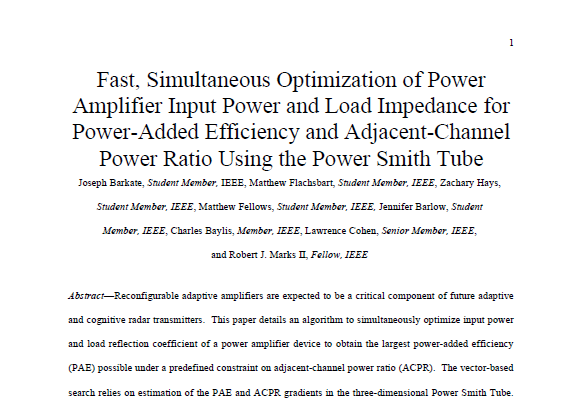 1
Fast, Simultaneous Optimization of Power
Amplifier Input Power and Load Impedance for
Power-Added Efficiency and Adjacent-Channel
Power Ratio Using the Power Smith Tube
Joseph Barkate, Student Member, IEEE, Matthew Flachsbart, Student Member, IEEE, Zachary Hays,
Student Member, IEEE, Matthew Fellows, Student Member, IEEE, Jennifer Barlow, Student
Member, IEEE, Charles Baylis, Member, IEEE, Lawrence Cohen, Senior Member, IEEE,
and Robert J. Marks II, Fellow, IEEE
Abstract—Reconfigurable adaptive amplifiers are expected to be a critical component of future adaptive
and cognitive radar transmitters. This paper details an algorithm to simultaneously optimize input power
and load reflection coefficient of a power amplifier device to obtain the largest power-added efficiency
(PAE) possible under a predefined constraint on adjacent-channel power ratio (ACPR). The vector-based
search relies on estimation of the PAE and ACPR gradients in the three-dimensional Power Smith Tube.